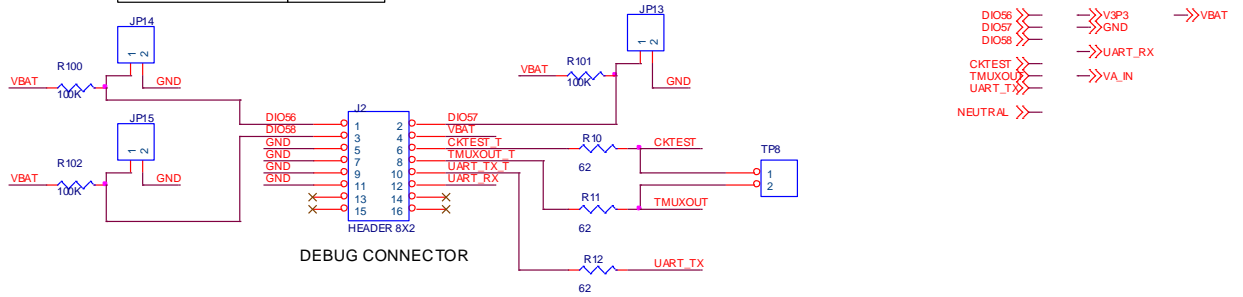 JP14
1
2
R100
VBAT
100K
GND
JP15
1
2
R102
VBAT
100K
GND
JP13
1
2
R101
VBAT
100K
GND
J2
DIO56 1 2 DIO57
DIO58 3 4 VBAT
GND 5 6 CKTEST_T
GND 7 8 TMUXOUT_T
GND 9 10 UART_TX_T
GND 11 12 UART_RX
13 14
15 16
HEADER 8X2
DEBUG CONNECTOR
R10
62
CKTEST
R11
62
TMUXOUT
R12
62
UART_TX
TP8
1
2
DIO56 V3P3 VBAT
DIO57 GND
DIO58
UART_RX
CKTEST
TMUXOUT VA_IN
UART_TX
NEUTRAL